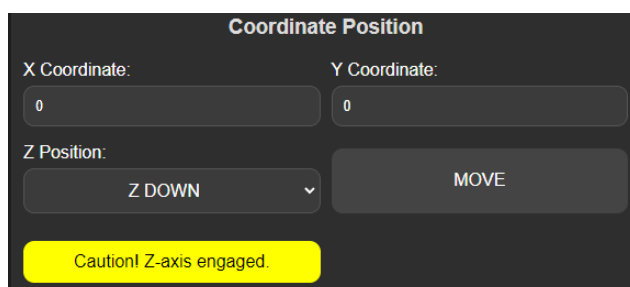 Coordinate Position
X Coordinate:
Y Coordinate:
0
0
Z Position:
Z DOWN
MOVE
Caution! Z-axis engaged.